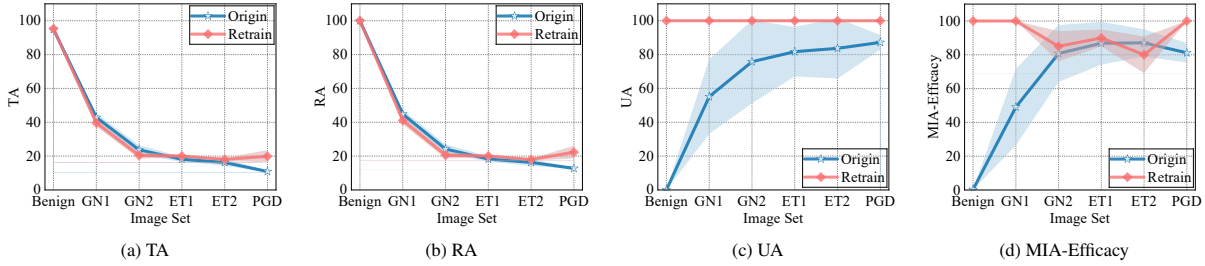 100
80
60
40
20
0
TA
Origin
Retrain
Benign GN1 GN2 ET1 ET2 PGD
Image Set
(a) TA
100
80
60
40
20
0
RA
Origin
Retrain
Benign GN1 GN2 ET1 ET2 PGD
Image Set
(b) RA
100
80
60
40
20
0
UA
Origin
Retrain
Benign GN1 GN2 ET1 ET2 PGD
Image Set
(c) UA
100
80
60
40
20
0
MIA-Efficacy
Origin
Retrain
Benign GN1 GN2 ET1 ET2 PGD
Image Set
(d) MIA-Efficacy